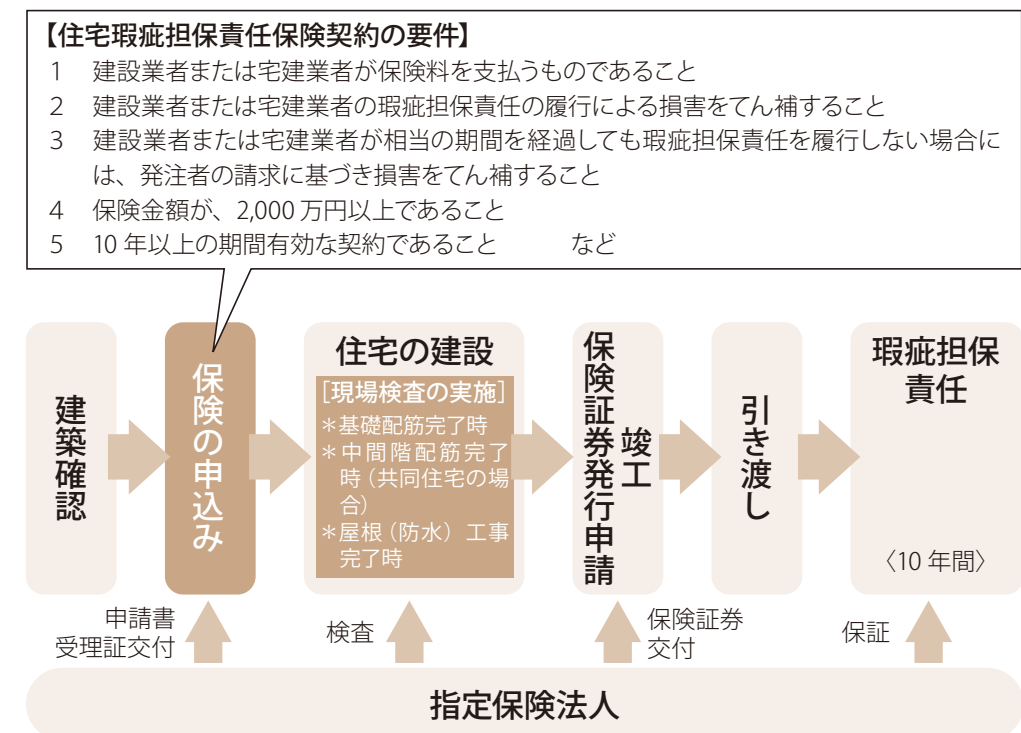 【住宅瑕疵担保責任保険契約の要件】
1 建設業者または宅建業者が保険料を支払うものであること
2 建設業者または宅建業者の瑕疵担保責任の履行による損害をてん補すること
3 建設業者または宅建業者が相当の期間を経過しても瑕疵担保責任を履行しない場合に
は、発注者の請求に基づき損害をてん補すること
4 保険金額が、2,000 万円以上であること
5 10 年以上の期間有効な契約であること など
建築確認
保険の申込み
住宅の建設
［現場検査の実施］
＊基礎配筋完了時
＊中間階配筋完了
時（共同住宅の場
合）
＊屋根（防水）工事
完了時
竣工
保険証券発行申請
引き渡し
瑕疵担保
責任
〈10 年間〉
申請書
受理証交付
検査
保険証券
交付
保証
指定保険法人